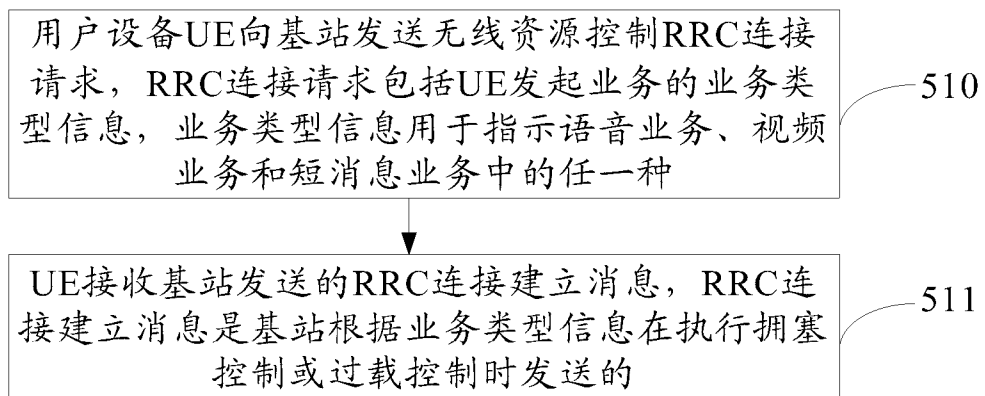 用户设备UE向基站发送无线资源控制RRC连接
请求，RRC连接请求包括UE发起业务的业务类
型信息，业务类型信息用于指示语音业务、视频
业务和短消息业务中的任一种
510
UE接收基站发送的RRC连接建立消息，RRC连
接建立消息是基站根据业务类型信息在执行拥塞
控制或过载控制时发送的
511